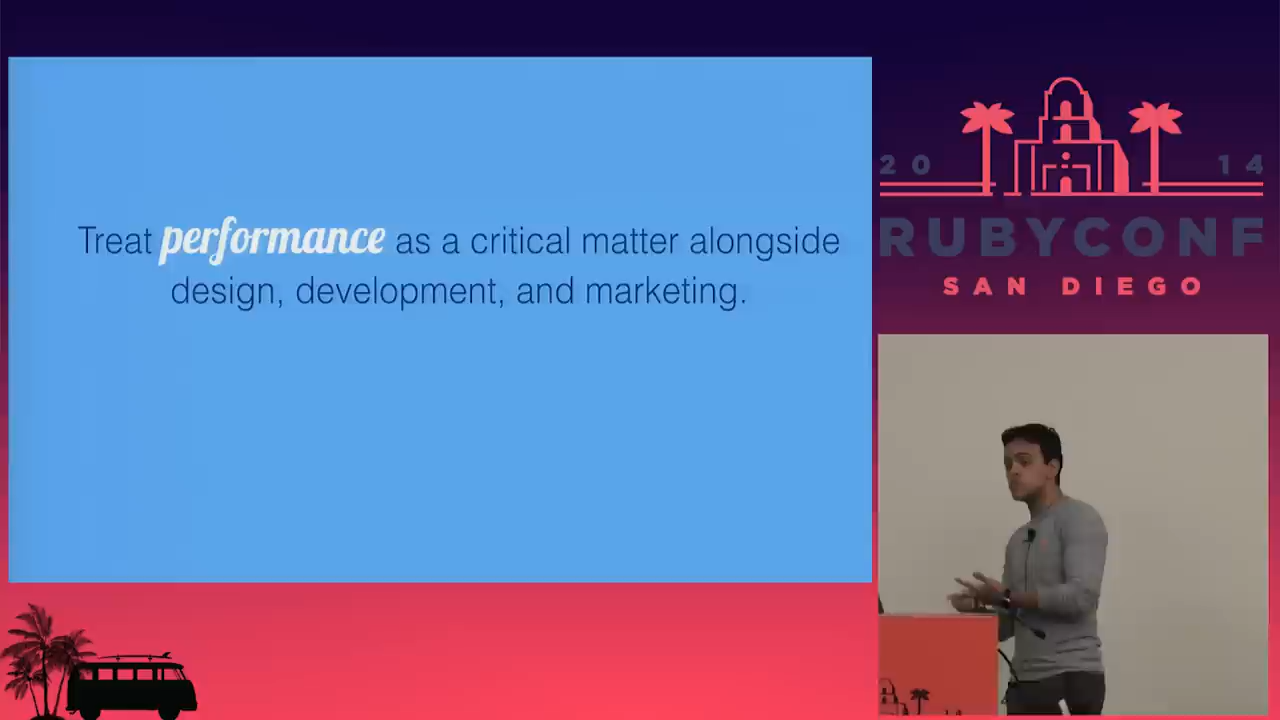 Treat performance as a critical matter alongside
design, development, and marketing.
20 14
RUBYCONF
SAN DIEGO